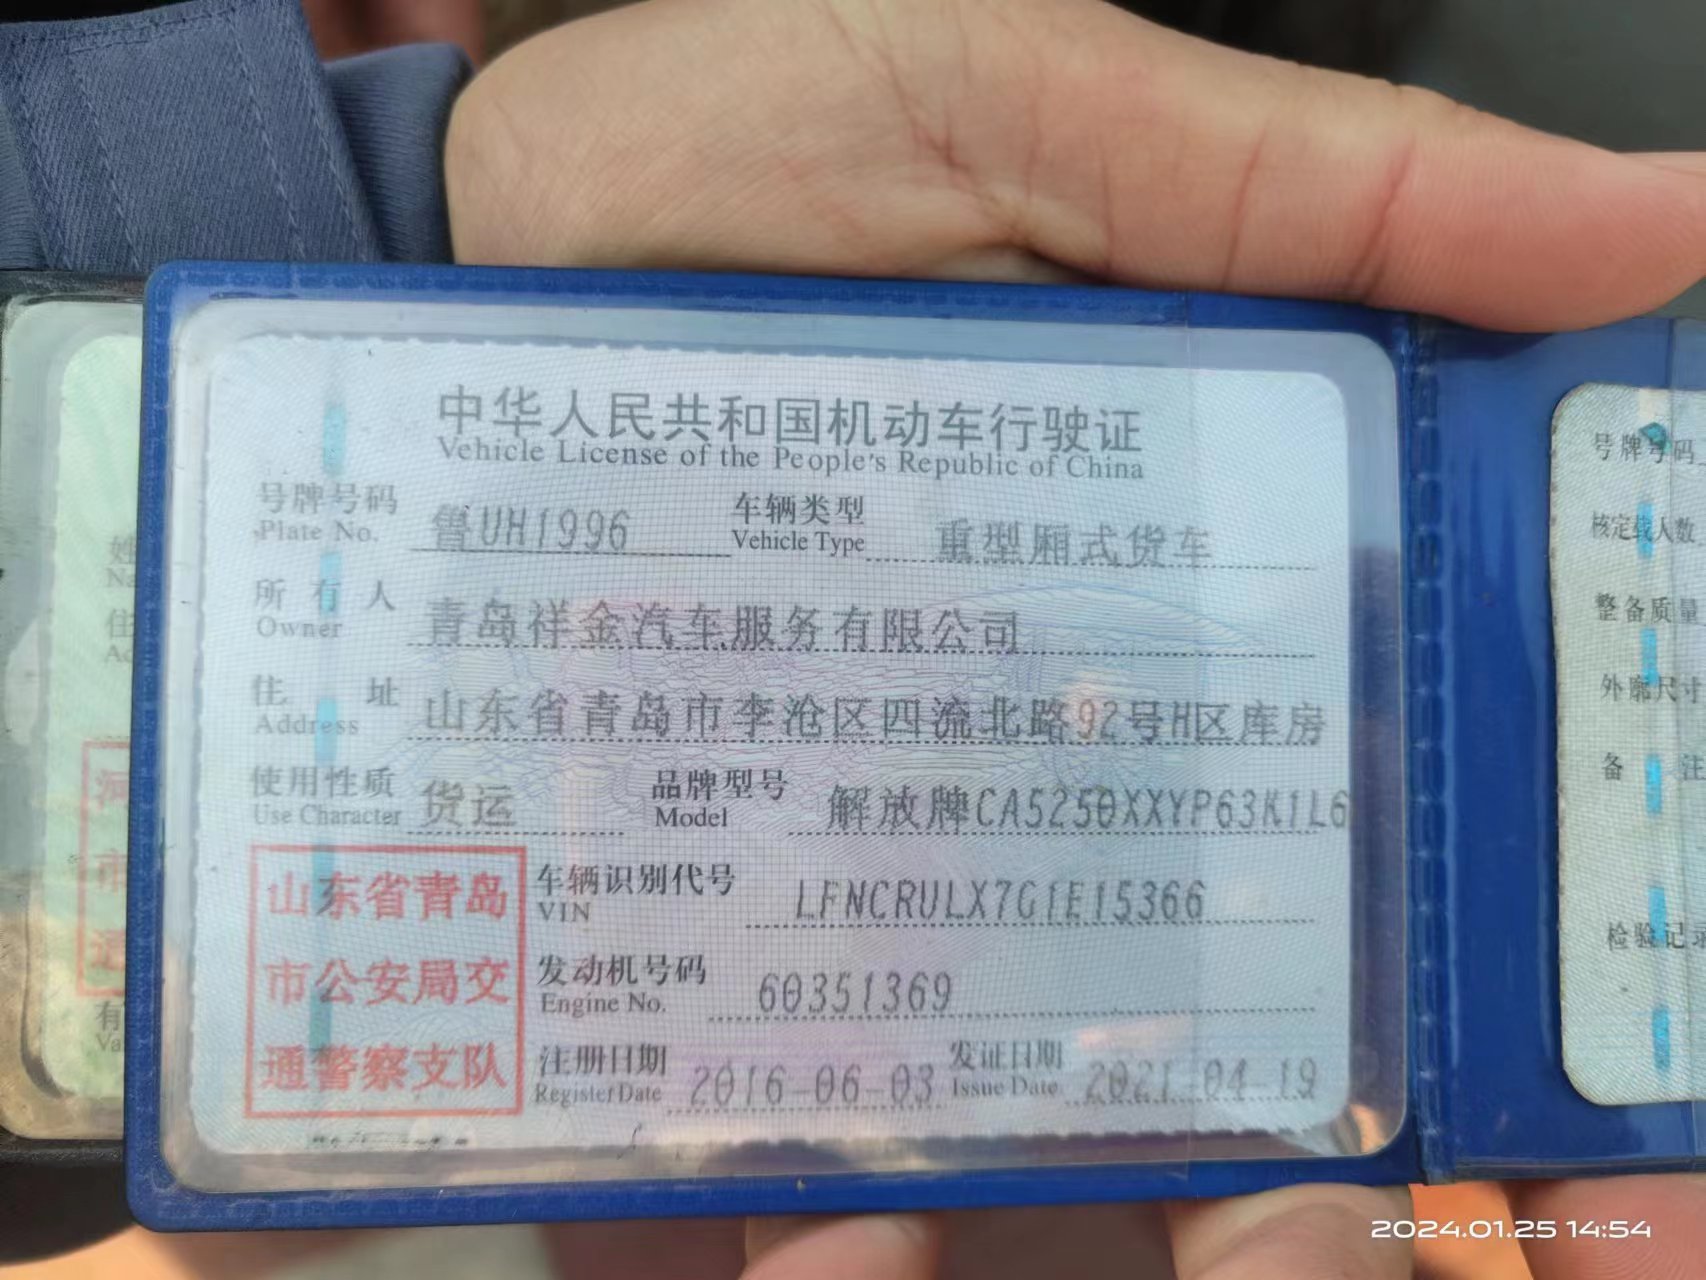 中华人民共和国机动车行驶证
Vehicle License of the People's Republic of China
号牌号码 鲁UH1996 车辆类型 重型厢式货车
Plate No. Vehicle Type
所有人 青岛祥金汽车服务有限公司
Owner
住址 山东省青岛市李沧区四流北路92号H区库房
Address
使用性质 货运 品牌型号 解放牌CA5250XXYP63K1L6
Use Character Model
车辆识别代号 LFNCRULX7G1E15366
VIN
发动机号码 60351369
Engine No.
注册日期 2016-06-03 发证日期 2021-04-19
Register Date Issue Date
山东省青岛
市公安局交
通警察支队
号牌号码
核定载人数
整备质量
外廓尺寸
备注
检验记录
姓
Na
住
Ad
市
通
有
Va
2024.01.25 14:54